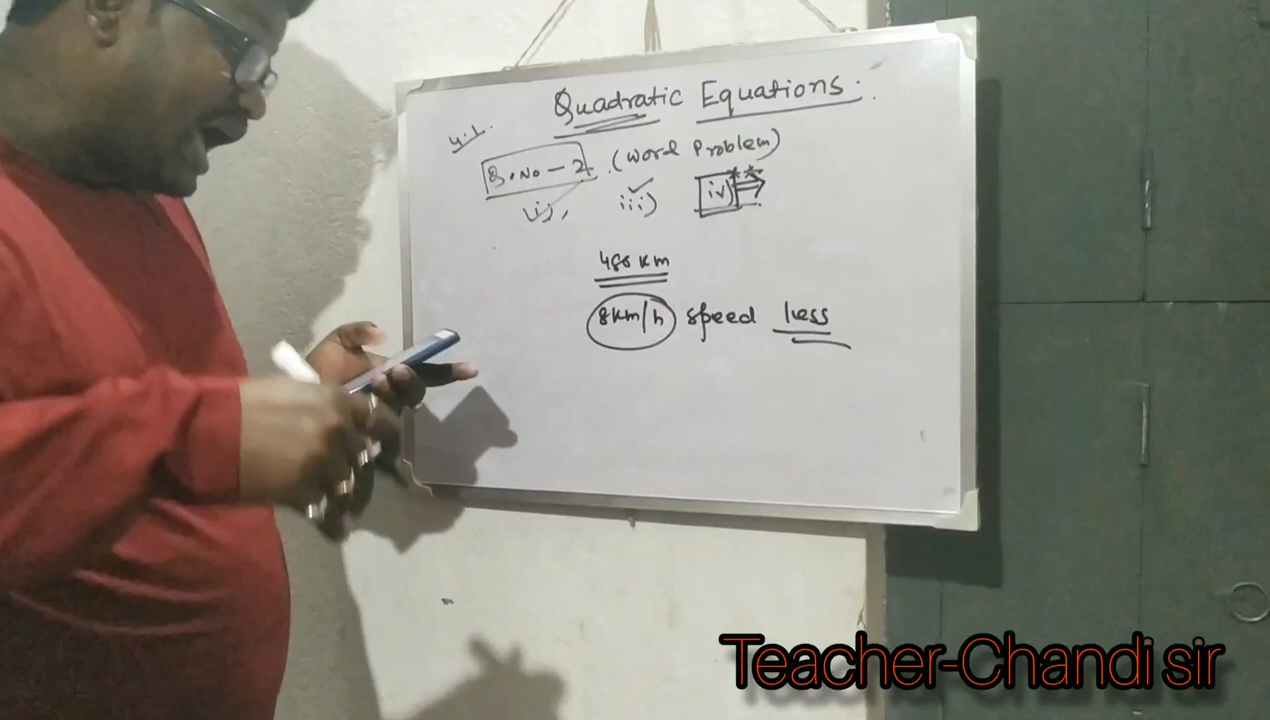 Quadratic Equations.
4.1.
Q.No-2. (Word Problem)
ii), iii) iv) ** ⇒
480 km
8km/h speed less
Teacher-Chandi sir